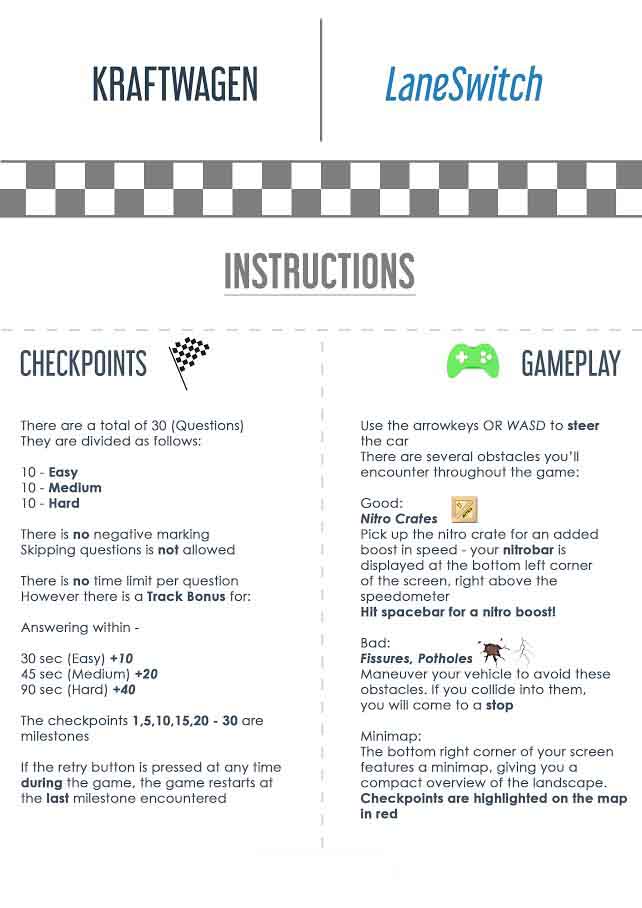 KRAFTWAGEN
LaneSwitch
INSTRUCTIONS
CHECKPOINTS
There are a total of 30 (Questions)
They are divided as follows:
10 - Easy
10 - Medium
10 - Hard
There is no negative marking
Skipping questions is not allowed
There is no time limit per question
However there is a Track Bonus for:
Answering within -
30 sec (Easy) +10
45 sec (Medium) +20
90 sec (Hard) +40
The checkpoints 1,5,10,15,20 - 30 are
milestones
If the retry button is pressed at any time
during the game, the game restarts at
the last milestone encountered
GAMEPLAY
Use the arrowkeys OR WASD to steer
the car
There are several obstacles you'll
encounter throughout the game:
Good:
Nitro Crates
Pick up the nitro crate for an added
boost in speed - your nitrobar is
displayed at the bottom left corner
of the screen, right above the
speedometer
Hit spacebar for a nitro boost!
Bad:
Fissures, Potholes
Maneuver your vehicle to avoid these
obstacles. If you collide into them,
you will come to a stop
Minimap:
The bottom right corner of your screen
features a minimap, giving you a
compact overview of the landscape.
Checkpoints are highlighted on the map
in red